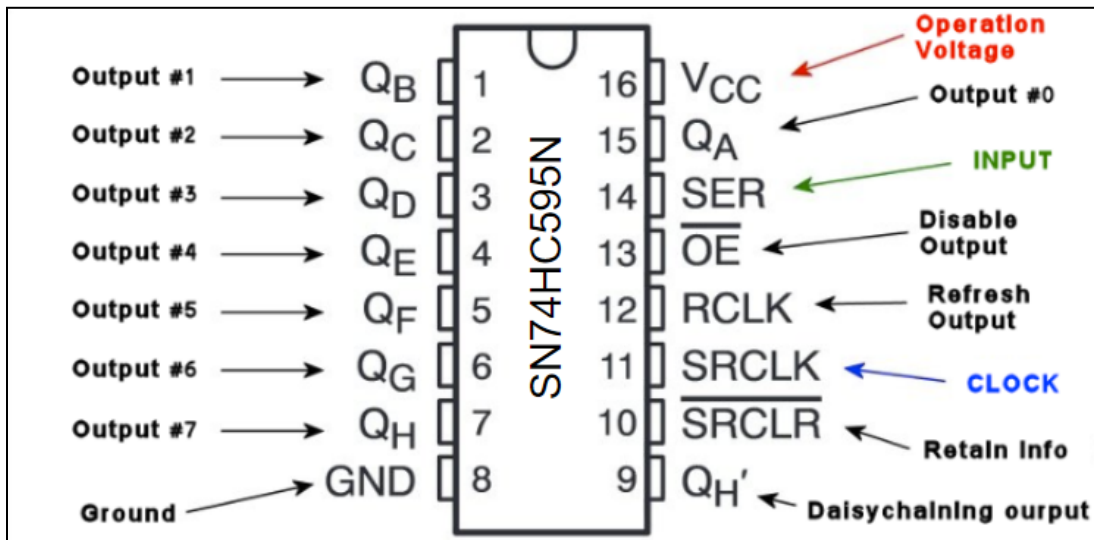 Output #1 QB 1
Output #2 QC 2
Output #3 QD 3
Output #4 QE 4
Output #5 QF 5
Output #6 QG 6
Output #7 QH 7
Ground GND 8
SN74HC595N
16 VCC Operation
Voltage
15 QA Output #0
14 SER INPUT
13 O̅E̅ Disable
Output
12 RCLK Refresh
Output
11 SRCLK CLOCK
10 S̅R̅C̅L̅R̅ Retain Info
9 QH' Daisychaining ourput